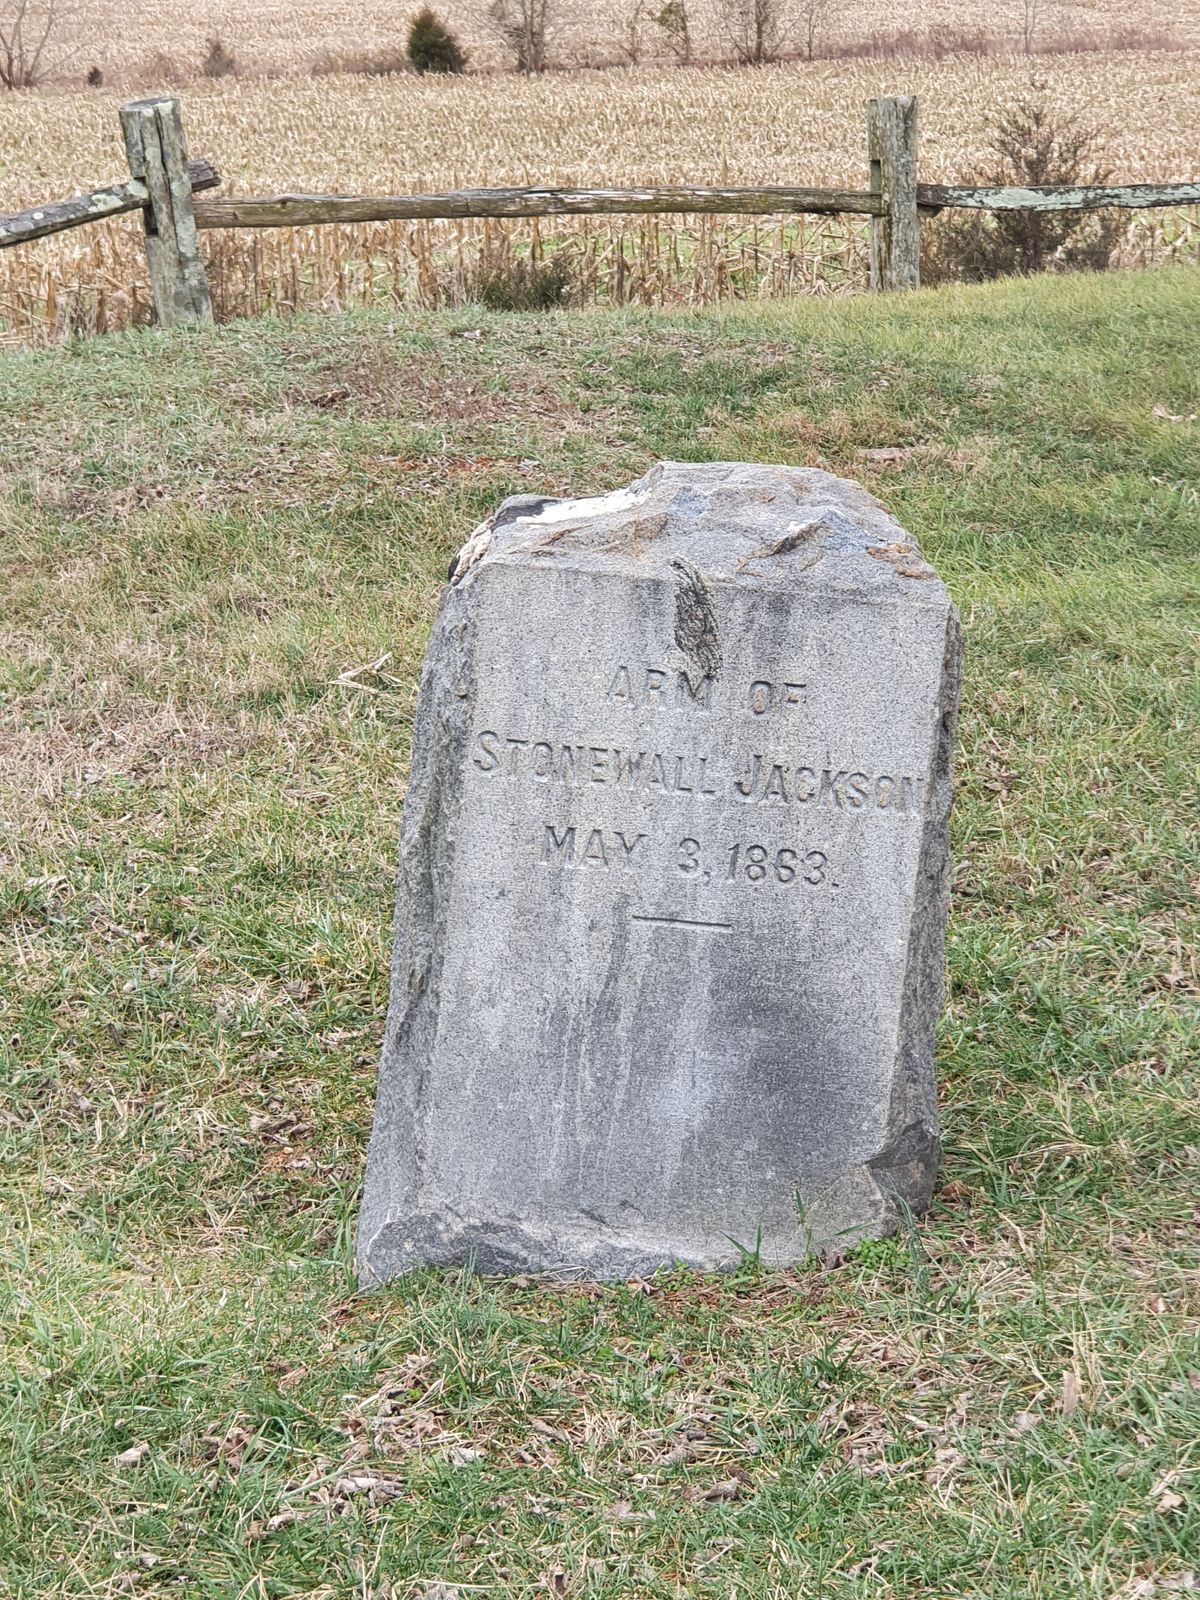 ARM OF
STONEWALL JACKSON
MAY 3, 1863.